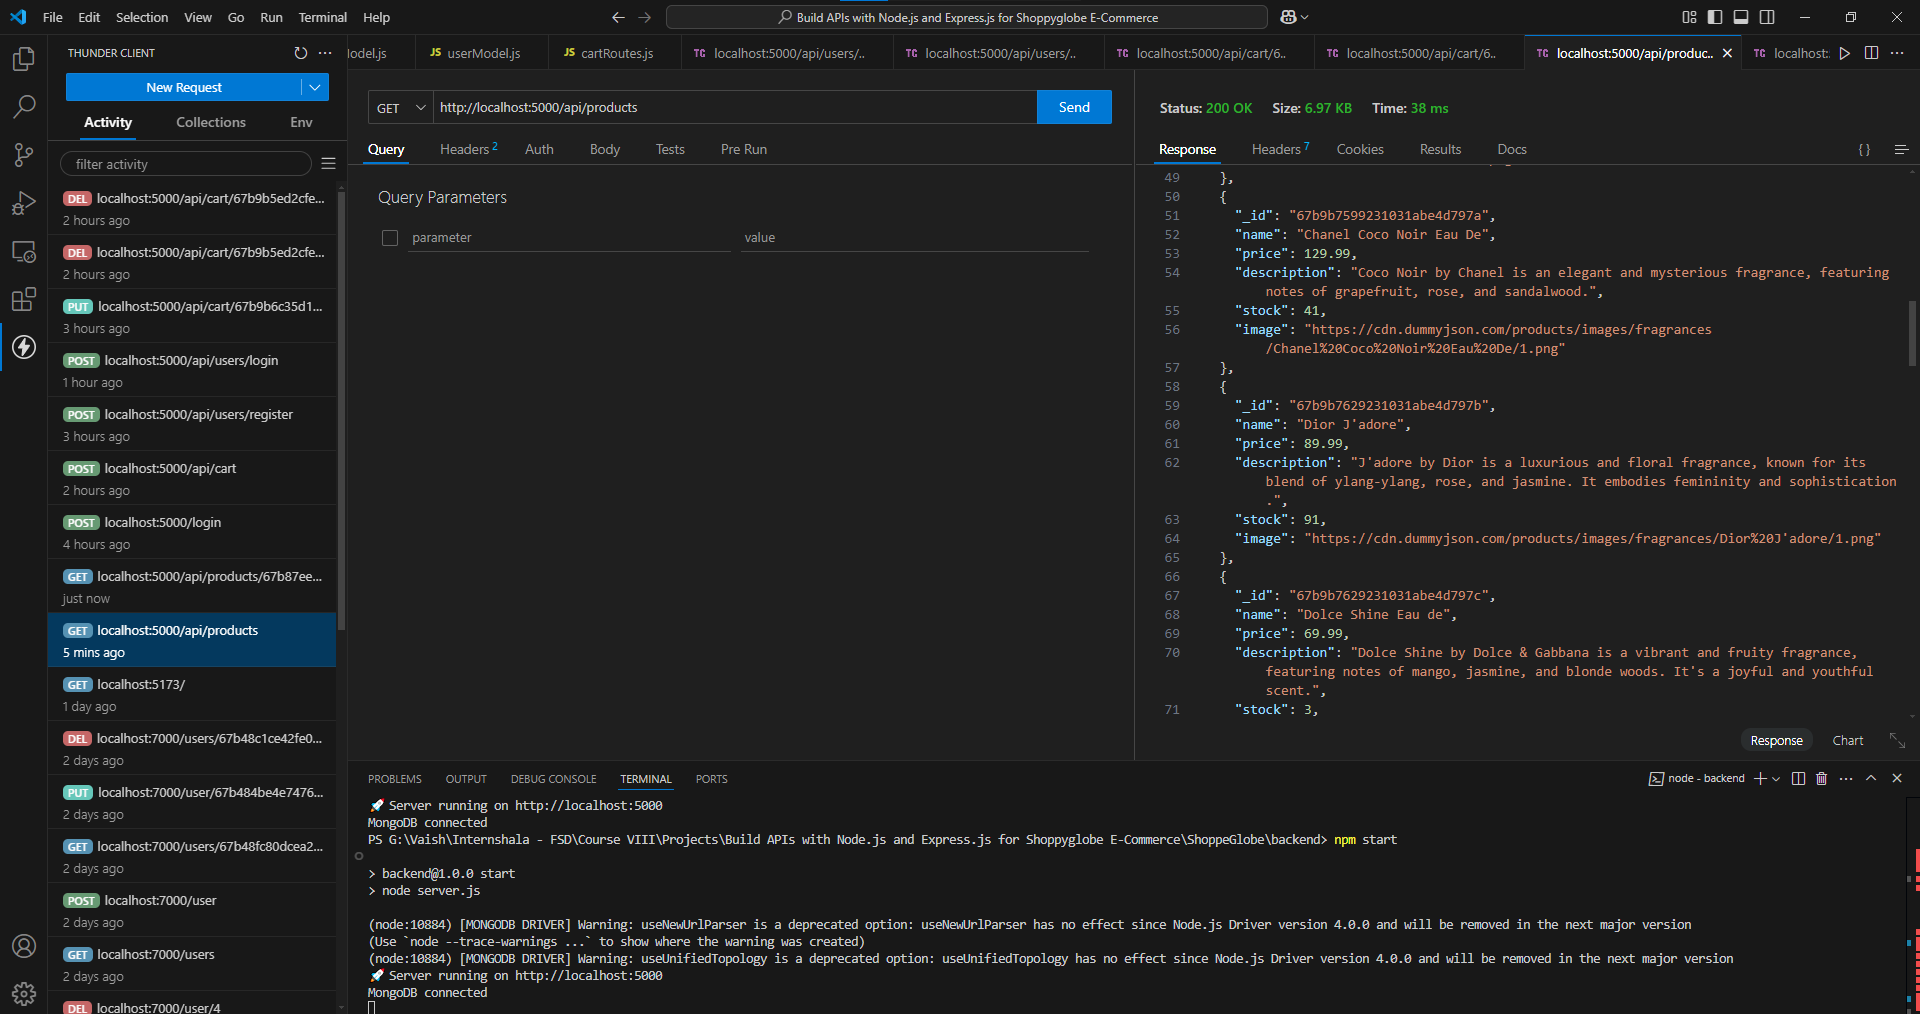 File Edit Selection View Go Run Terminal Help
Build APIs with Node.js and Express.js for Shoppyglobe E-Commerce
THUNDER CLIENT
New Request
Activity Collections Env
filter activity
DEL localhost:5000/api/cart/67b9b5ed2cfe...
2 hours ago
DEL localhost:5000/api/cart/67b9b5ed2cfe...
2 hours ago
PUT localhost:5000/api/cart/67b9b6c35d1...
3 hours ago
POST localhost:5000/api/users/login
1 hour ago
POST localhost:5000/api/users/register
3 hours ago
POST localhost:5000/api/cart
2 hours ago
POST localhost:5000/login
4 hours ago
GET localhost:5000/api/products/67b87ee...
just now
GET localhost:5000/api/products
5 mins ago
GET localhost:5173/
1 day ago
DEL localhost:7000/users/67b48c1ce42fe0...
2 days ago
PUT localhost:7000/user/67b484be4e7476...
2 days ago
GET localhost:7000/users/67b48fc80dcea2...
2 days ago
POST localhost:7000/user
2 days ago
GET localhost:7000/users
2 days ago
DEL localhost:7000/user/4
odel.js JS userModel.js JS cartRoutes.js TC localhost:5000/api/users/.. TC localhost:5000/api/users/.. TC localhost:5000/api/cart/6.. TC localhost:5000/api/cart/6.. TC localhost:5000/api/produc.. TC localhost:
GET http://localhost:5000/api/products Send
Query Headers 2 Auth Body Tests Pre Run
Query Parameters
parameter value
Status: 200 OK Size: 6.97 KB Time: 38 ms
Response Headers 7 Cookies Results Docs { }
49 },
50 {
51 "_id": "67b9b7599231031abe4d797a",
52 "name": "Chanel Coco Noir Eau De",
53 "price": 129.99,
54 "description": "Coco Noir by Chanel is an elegant and mysterious fragrance, featuring
notes of grapefruit, rose, and sandalwood.",
55 "stock": 41,
56 "image": "https://cdn.dummyjson.com/products/images/fragrances
/Chanel%20Coco%20Noir%20Eau%20De/1.png"
57 },
58 {
59 "_id": "67b9b7629231031abe4d797b",
60 "name": "Dior J'adore",
61 "price": 89.99,
62 "description": "J'adore by Dior is a luxurious and floral fragrance, known for its
blend of ylang-ylang, rose, and jasmine. It embodies femininity and sophistication
.",
63 "stock": 91,
64 "image": "https://cdn.dummyjson.com/products/images/fragrances/Dior%20J'adore/1.png"
65 },
66 {
67 "_id": "67b9b7629231031abe4d797c",
68 "name": "Dolce Shine Eau de",
69 "price": 69.99,
70 "description": "Dolce Shine by Dolce & Gabbana is a vibrant and fruity fragrance,
featuring notes of mango, jasmine, and blonde woods. It's a joyful and youthful
scent.",
71 "stock": 3,
Response Chart
PROBLEMS OUTPUT DEBUG CONSOLE TERMINAL PORTS
node - backend
🚀 Server running on http://localhost:5000
MongoDB connected
PS G:\Vaish\Internshala - FSD\Course VIII\Projects\Build APIs with Node.js and Express.js for Shoppyglobe E-Commerce\ShoppeGlobe\backend> npm start
> backend@1.0.0 start
> node server.js
(node:10884) [MONGODB DRIVER] Warning: useNewUrlParser is a deprecated option: useNewUrlParser has no effect since Node.js Driver version 4.0.0 and will be removed in the next major version
(Use `node --trace-warnings ...` to show where the warning was created)
(node:10884) [MONGODB DRIVER] Warning: useUnifiedTopology is a deprecated option: useUnifiedTopology has no effect since Node.js Driver version 4.0.0 and will be removed in the next major version
🚀 Server running on http://localhost:5000
MongoDB connected